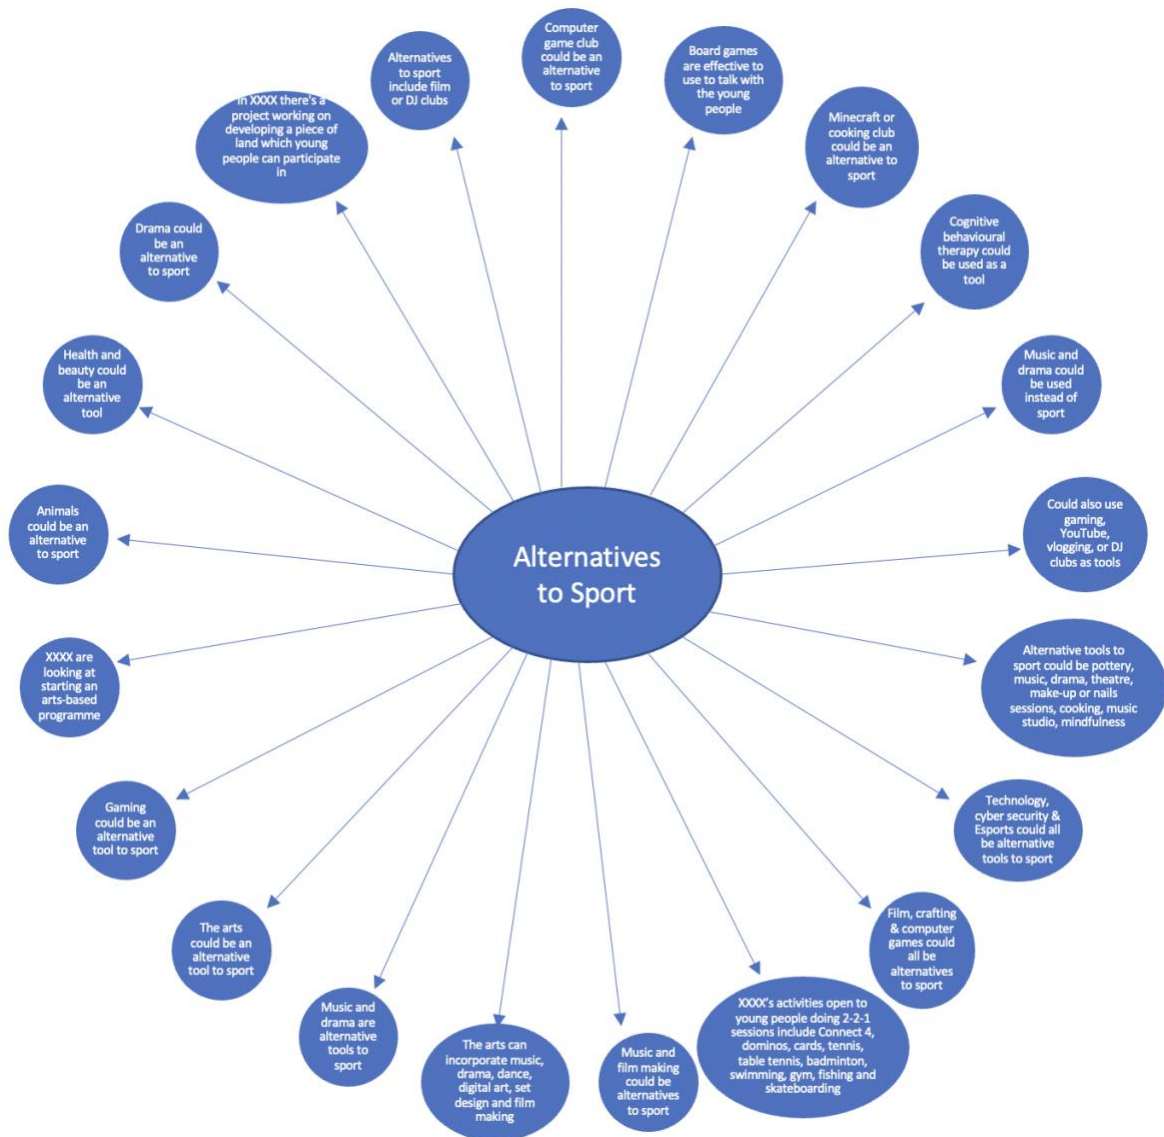 Alternatives
to Sport
Computer
game club
could be an
alternative
to sport
Board games
are effective to
use to talk with
the young
people
Minecraft or
cooking club
could be an
alternative to
sport
Cognitive
behavioural
therapy could
be used as a
tool
Music and
drama could
be used
instead of
sport
Could also use
gaming,
YouTube,
vlogging, or DJ
clubs as tools
Alternative tools to
sport could be pottery,
music, drama, theatre,
make-up or nails
sessions, cooking, music
studio, mindfulness
Technology,
cyber security &
Esports could all
be alternative
tools to sport
Film, crafting
& computer
games could
all be
alternatives
to sport
XXXX's activities open to
young people doing 2-2-1
sessions include Connect 4,
dominos, cards, tennis,
table tennis, badminton,
swimming, gym, fishing and
skateboarding
Music and
film making
could be
alternatives
to sport
The arts can
incorporate music,
drama, dance,
digital art, set
design and film
making
Music and
drama are
alternative
tools to
sport
The arts
could be an
alternative
tool to sport
Gaming
could be an
alternative
tool to sport
XXXX are
looking at
starting an
arts-based
programme
Animals
could be an
alternative
to sport
Health and
beauty could
be an
alternative
tool
Drama could
be an
alternative
to sport
In XXXX there's a
project working on
developing a piece of
land which young
people can participate
in
Alternatives
to sport
include film
or DJ clubs